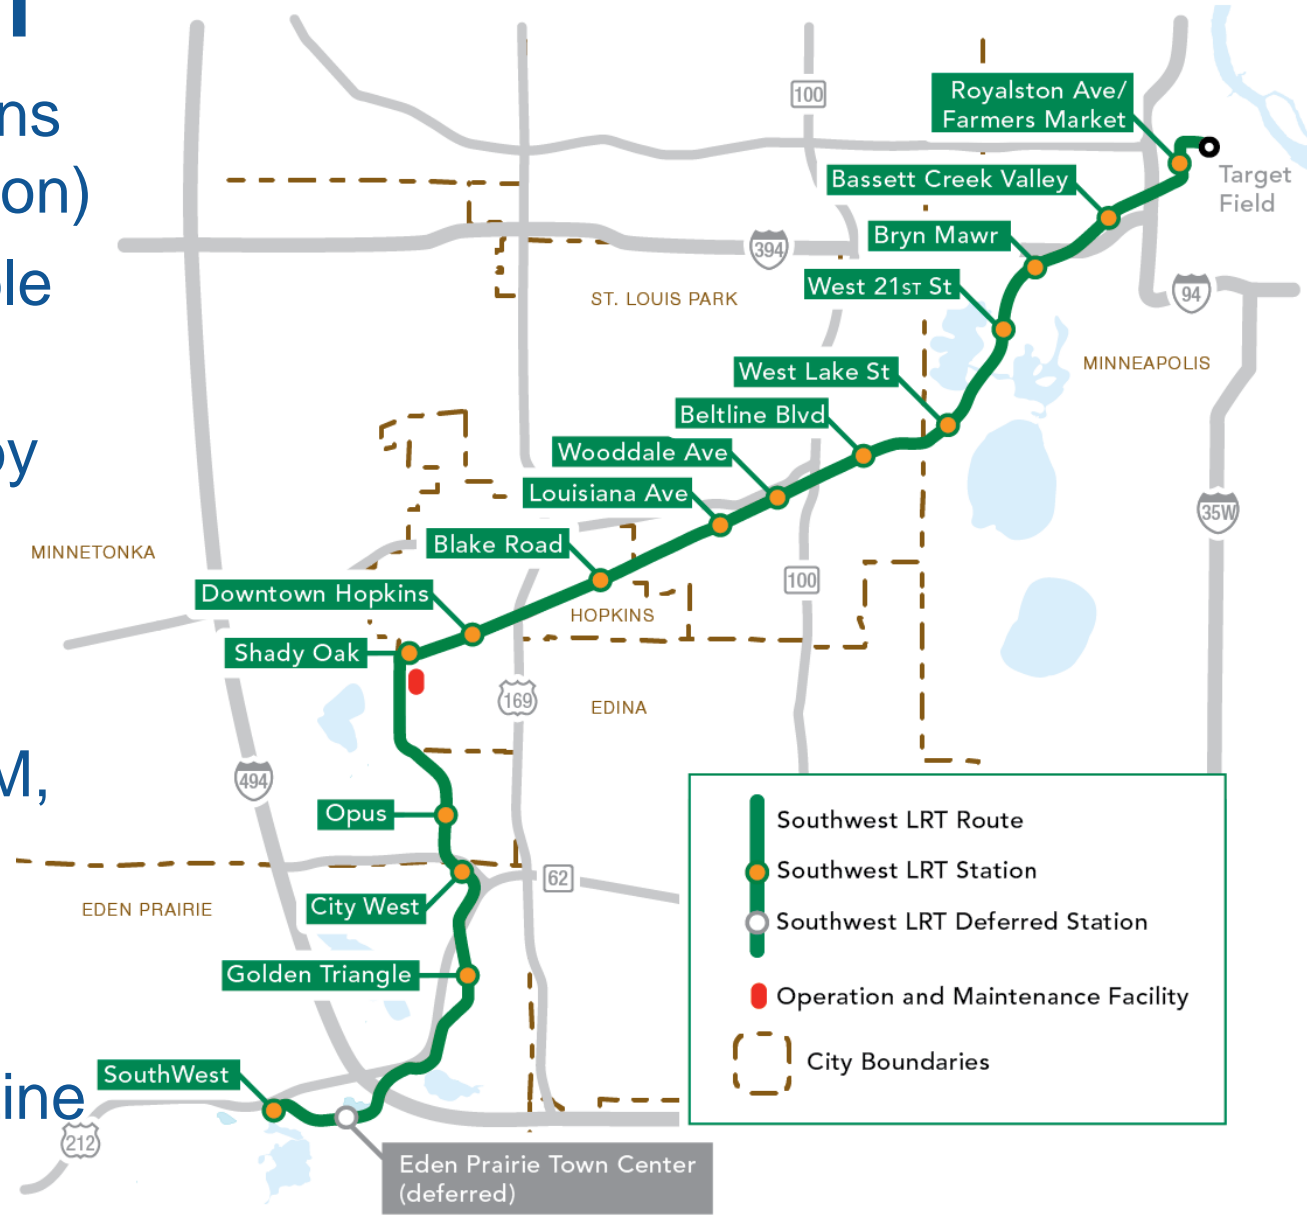 T
ns
on)
ole
by
M,
ine
100
Royalston Ave/
Farmers Market
Target
Field
Bassett Creek Valley
Bryn Mawr
394
West 21ST St
94
ST. LOUIS PARK
MINNEAPOLIS
West Lake St
Beltline Blvd
Wooddale Ave
Louisiana Ave
35W
Blake Road
MINNETONKA
100
Downtown Hopkins
HOPKINS
Shady Oak
169
EDINA
494
Opus
62
City West
EDEN PRAIRIE
Golden Triangle
SouthWest
212
Eden Prairie Town Center
(deferred)
Southwest LRT Route
Southwest LRT Station
Southwest LRT Deferred Station
Operation and Maintenance Facility
City Boundaries